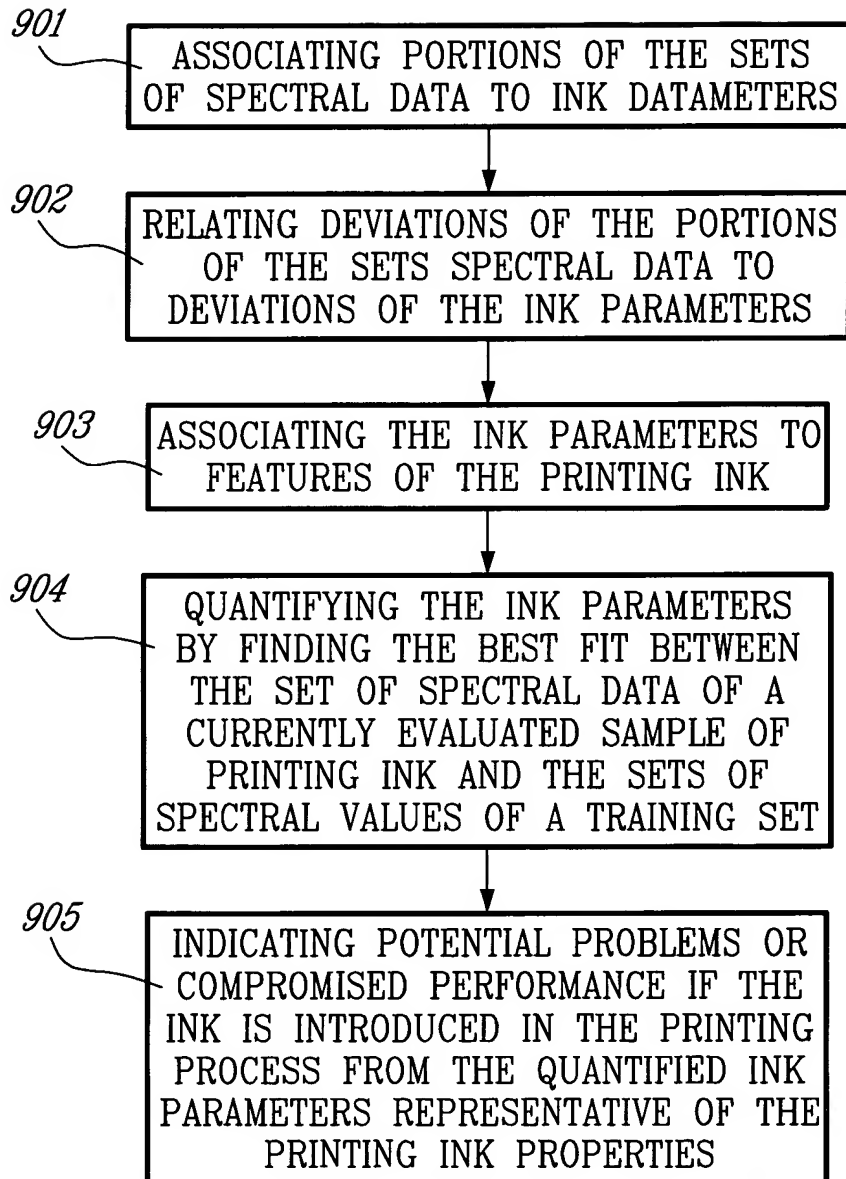 901
ASSOCIATING PORTIONS OF THE SETS
OF SPECTRAL DATA TO INK DATAMETERS
902
RELATING DEVIATIONS OF THE PORTIONS
OF THE SETS SPECTRAL DATA TO
DEVIATIONS OF THE INK PARAMETERS
903
ASSOCIATING THE INK PARAMETERS TO
FEATURES OF THE PRINTING INK
904
QUANTIFYING THE INK PARAMETERS
BY FINDING THE BEST FIT BETWEEN
THE SET OF SPECTRAL DATA OF A
CURRENTLY EVALUATED SAMPLE OF
PRINTING INK AND THE SETS OF
SPECTRAL VALUES OF A TRAINING SET
905
INDICATING POTENTIAL PROBLEMS OR
COMPROMISED PERFORMANCE IF THE
INK IS INTRODUCED IN THE PRINTING
PROCESS FROM THE QUANTIFIED INK
PARAMETERS REPRESENTATIVE OF THE
PRINTING INK PROPERTIES